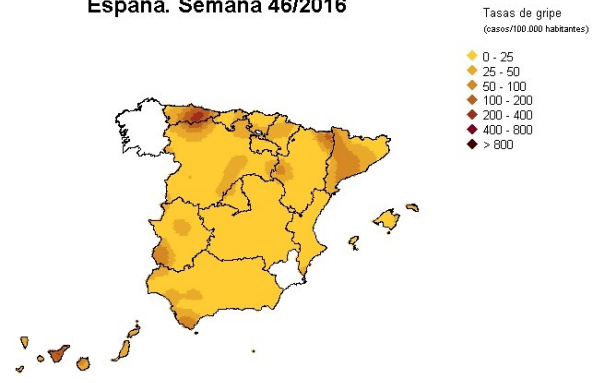 España. Semana 46/2016
Tasas de gripe
(casos/100.000 habitantes)
0 - 25
25 - 50
50 - 100
100 - 200
200 - 400
400 - 800
> 800